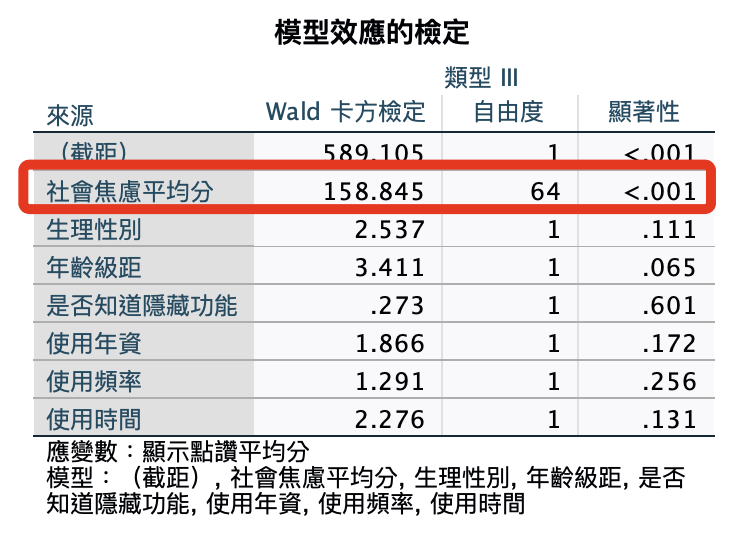 模型效應的檢定
類型 III
來源 Wald 卡方檢定 自由度 顯著性
（截距） 589.105 1 <.001
社會焦慮平均分 158.845 64 <.001
生理性別 2.537 1 .111
年齡級距 3.411 1 .065
是否知道隱藏功能 .273 1 .601
使用年資 1.866 1 .172
使用頻率 1.291 1 .256
使用時間 2.276 1 .131
應變數：顯示點讚平均分
模型：（截距）, 社會焦慮平均分, 生理性別, 年齡級距, 是否
知道隱藏功能, 使用年資, 使用頻率, 使用時間